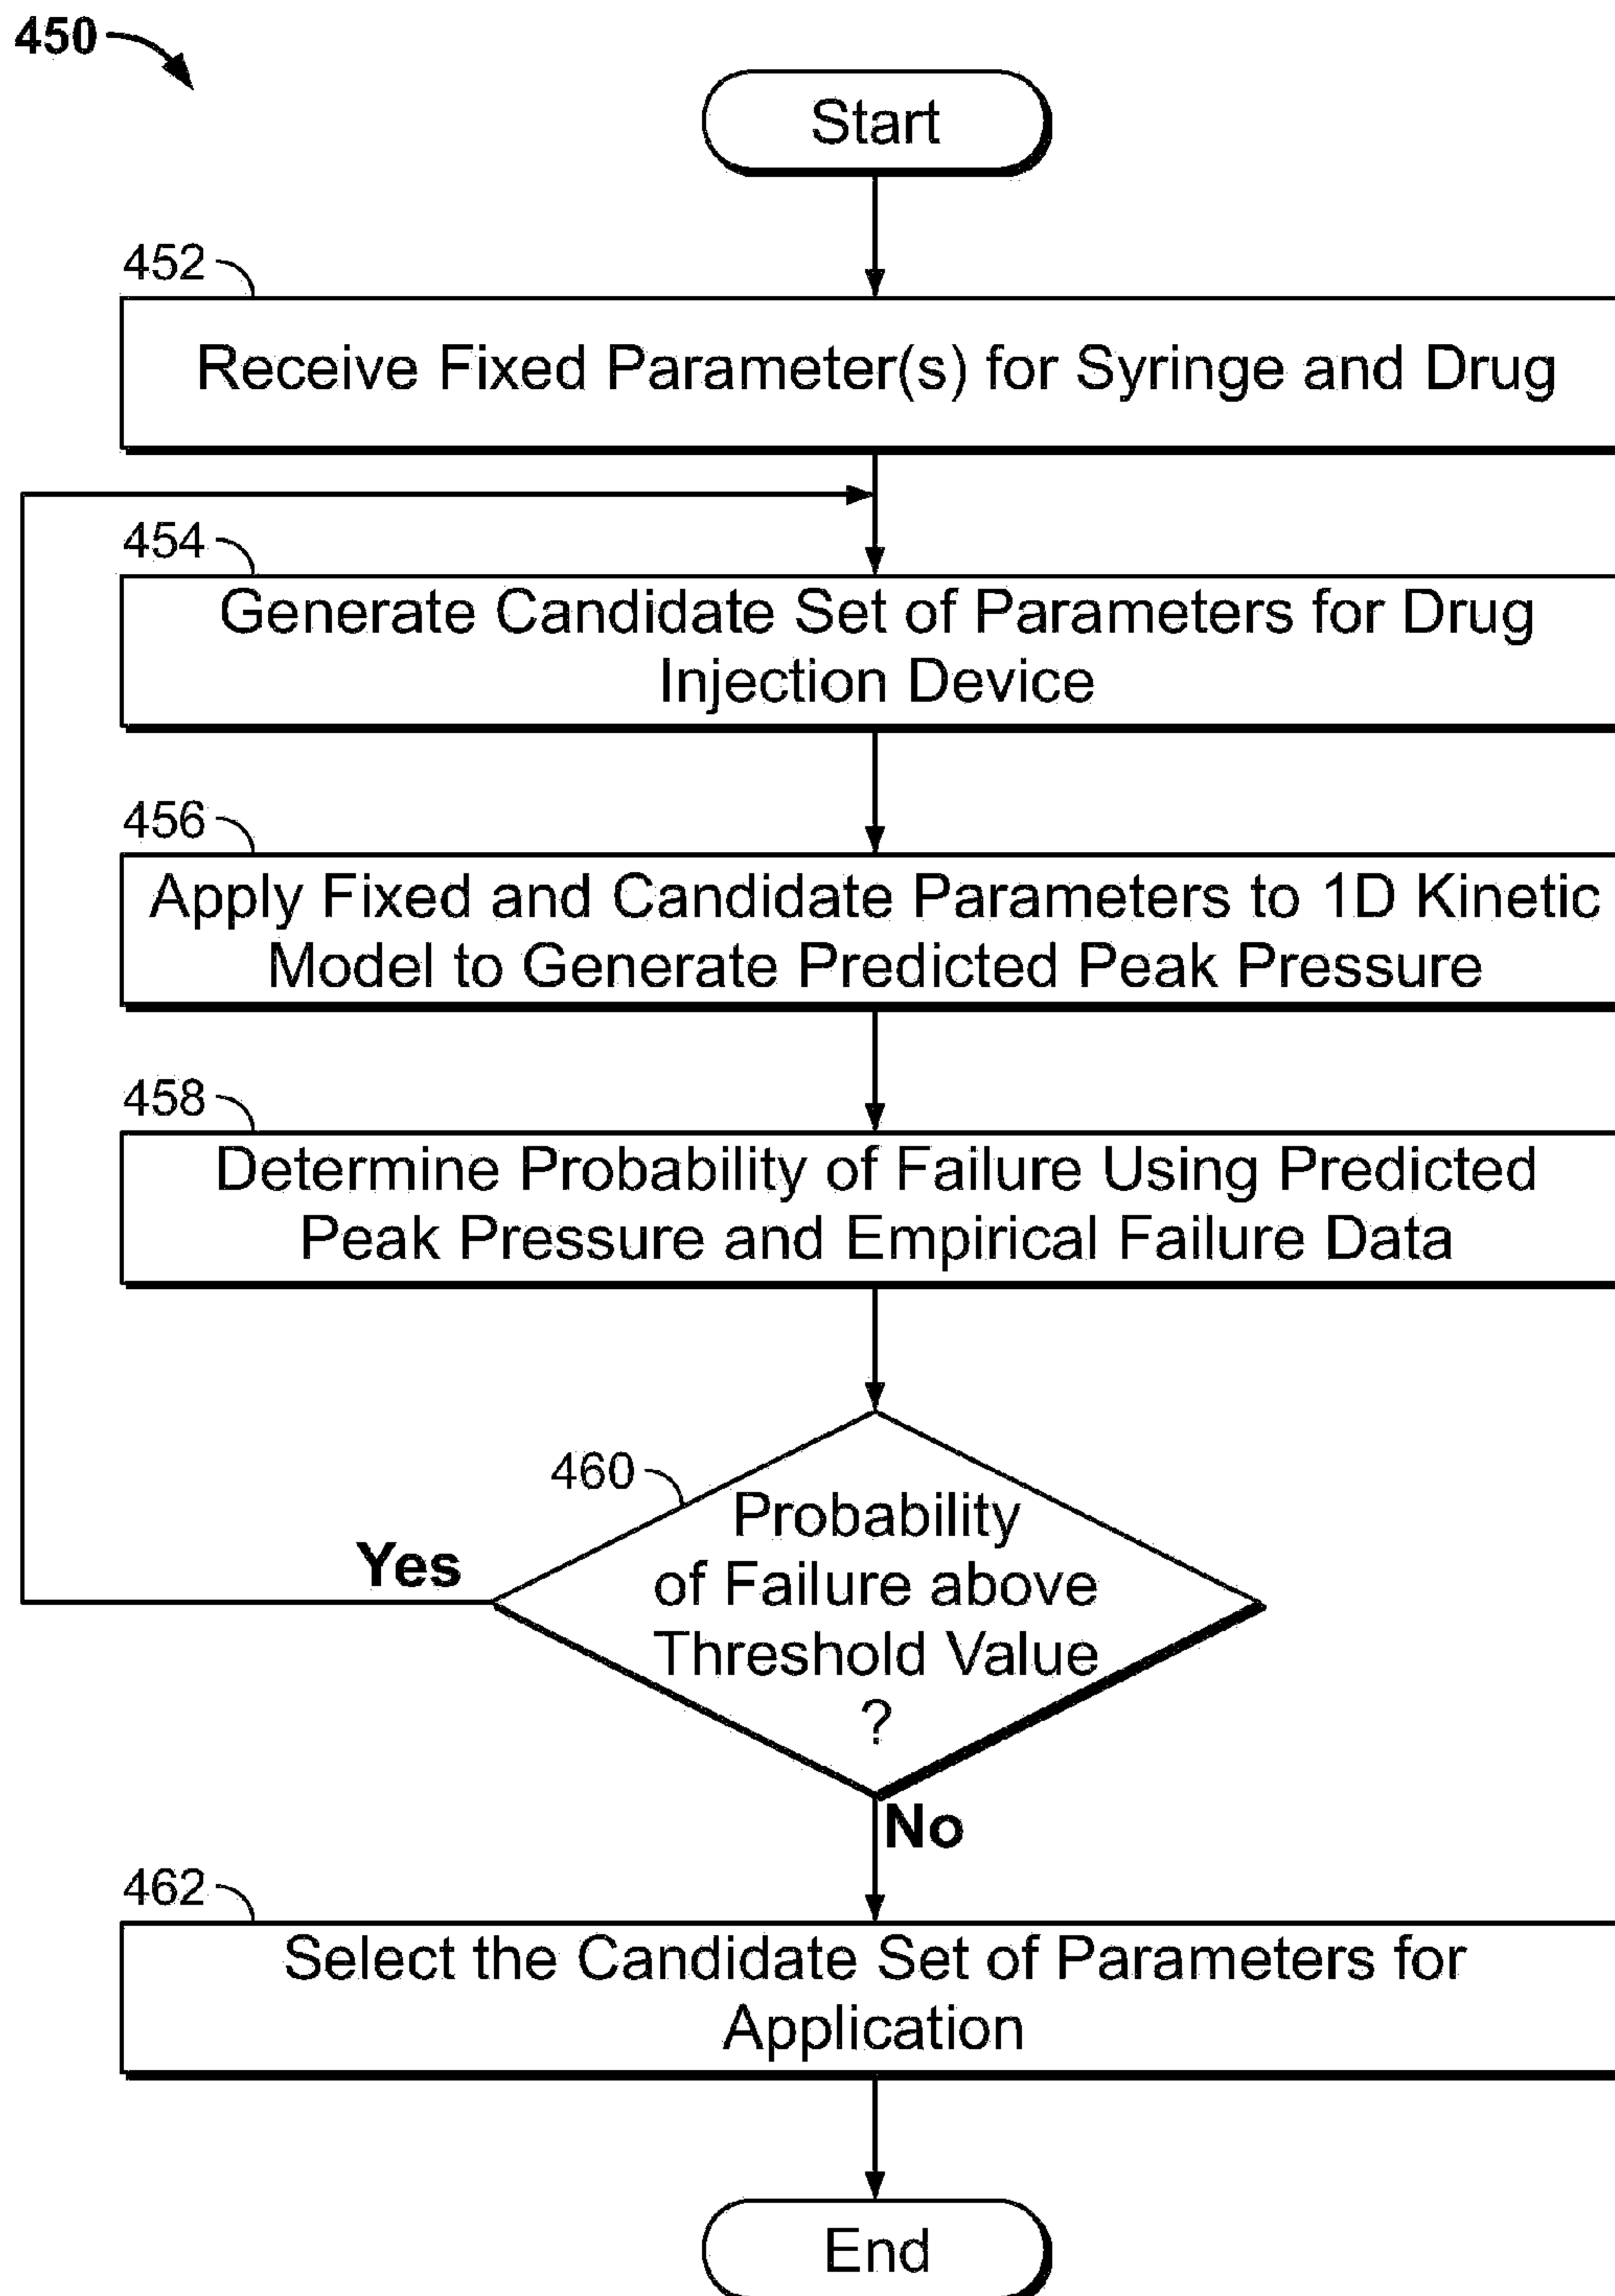 450
Start
452
Receive Fixed Parameter(s) for Syringe and Drug
454
Generate Candidate Set of Parameters for Drug
Injection Device
456
Apply Fixed and Candidate Parameters to 1D Kinetic
Model to Generate Predicted Peak Pressure
458
Determine Probability of Failure Using Predicted
Peak Pressure and Empirical Failure Data
460
Probability
of Failure above
Threshold Value
?
Yes
No
462
Select the Candidate Set of Parameters for
Application
End